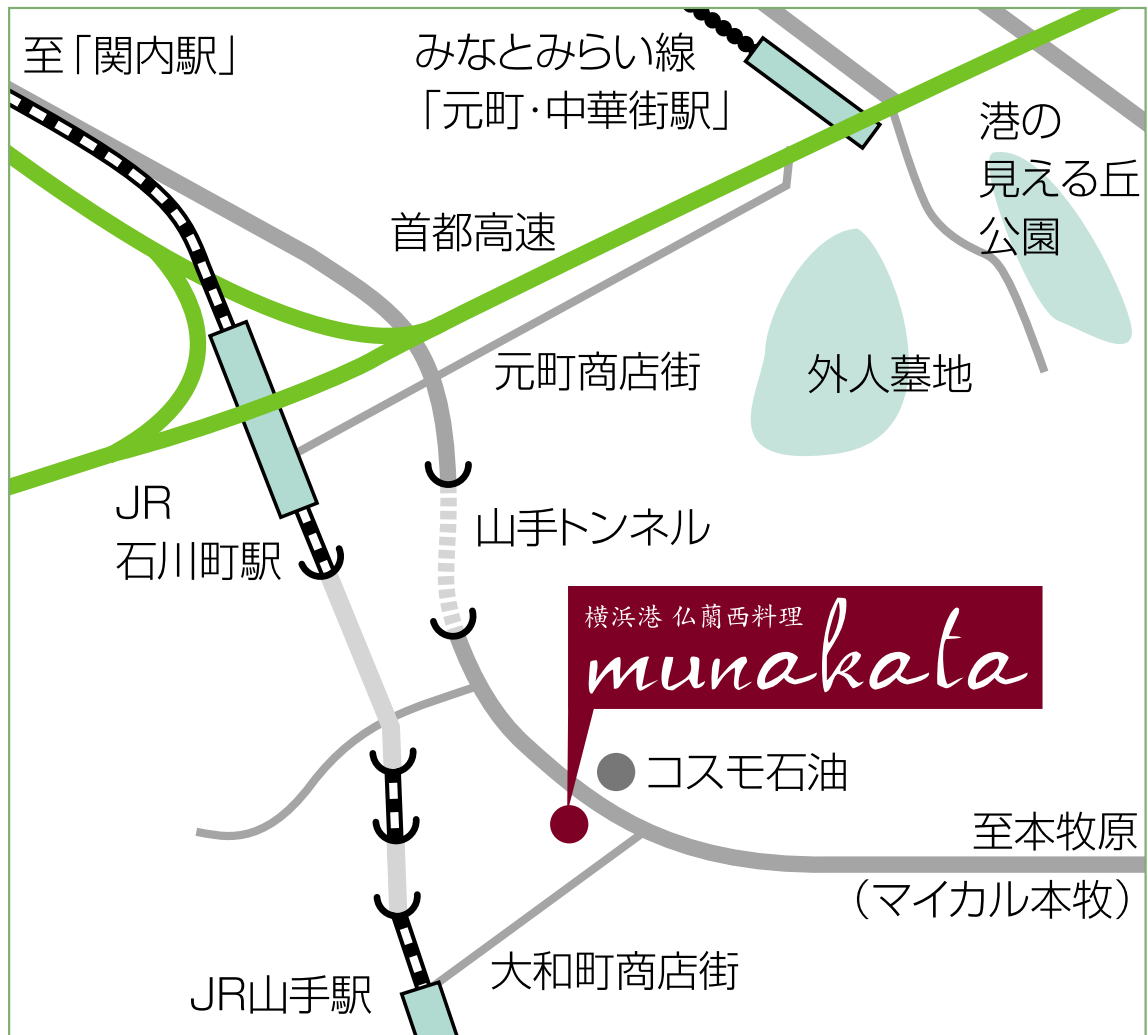 至「関内駅」
みなとみらい線
「元町・中華街駅」
港の
見える丘
公園
首都高速
元町商店街
外人墓地
JR
石川町駅
山手トンネル
横浜港 仏蘭西料理
munakata
コスモ石油
至本牧原
（マイカル本牧）
大和町商店街
JR山手駅